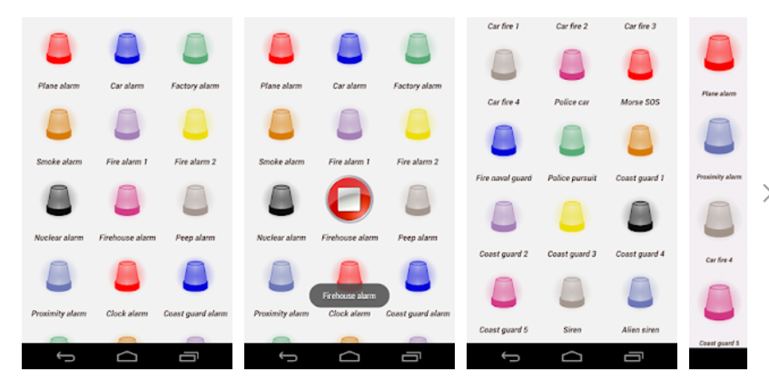 Plane alarm Car alarm Factory alarm
Smoke alarm Fire alarm 1 Fire alarm 2
Nuclear alarm Firehouse alarm Peep alarm
Proximity alarm Clock alarm Coast guard alarm
Plane alarm Car alarm Factory alarm
Smoke alarm Fire alarm 1 Fire alarm 2
Nuclear alarm Firehouse alarm Peep alarm
Firehouse alarm
Proximity alarm Clock alarm Coast guard alarm
Car fire 1 Car fire 2 Car fire 3
Car fire 4 Police car Morse SOS
Fire naval guard Police pursuit Coast guard 1
Coast guard 2 Coast guard 3 Coast guard 4
Coast guard 5 Siren Alien siren
Plane alarm
Proximity alarm
Car fire 4
Coast guard 5